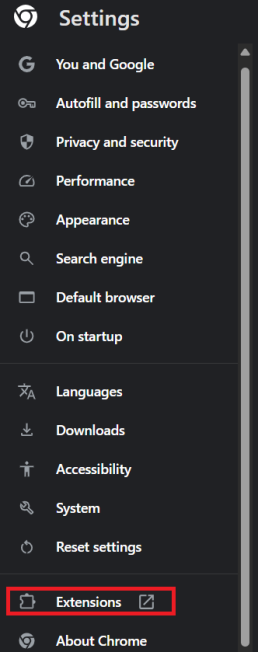 Settings
You and Google
Autofill and passwords
Privacy and security
Performance
Appearance
Search engine
Default browser
On startup
Languages
Downloads
Accessibility
System
Reset settings
Extensions
About Chrome